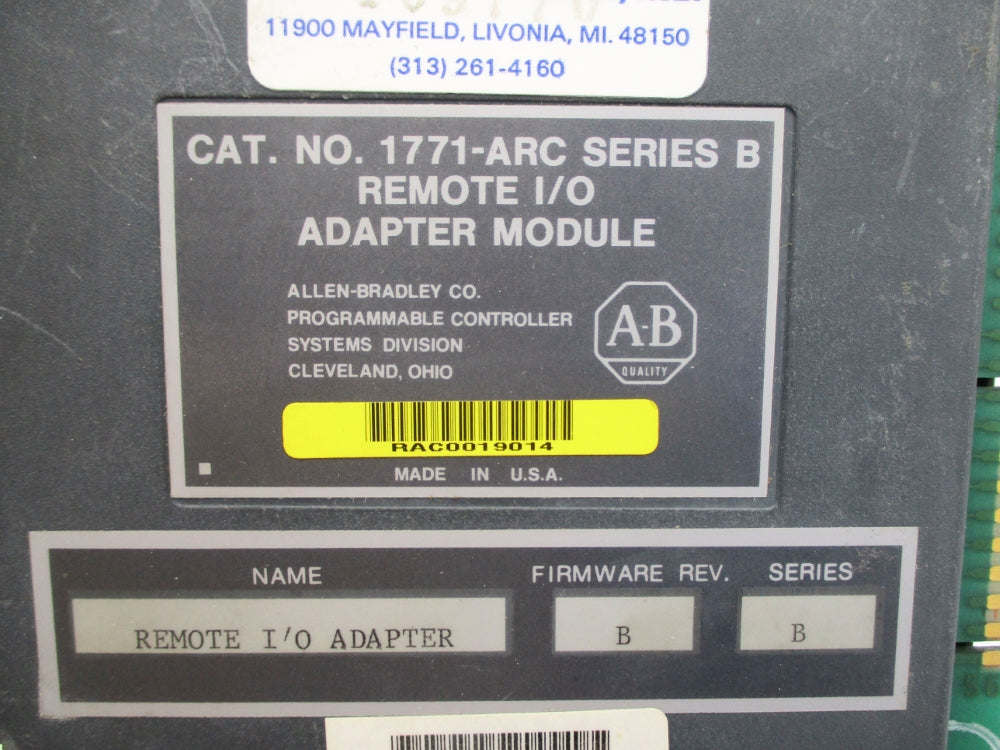 11900 MAYFIELD, LIVONIA, MI. 48150
(313) 261-4160
CAT. NO. 1771-ARC SERIES B
REMOTE I/O
ADAPTER MODULE
ALLEN-BRADLEY CO.
PROGRAMMABLE CONTROLLER
SYSTEMS DIVISION
CLEVELAND, OHIO
A-B
QUALITY
RAC0019014
MADE IN U.S.A.
NAME FIRMWARE REV. SERIES
REMOTE I'O ADAPTER B B